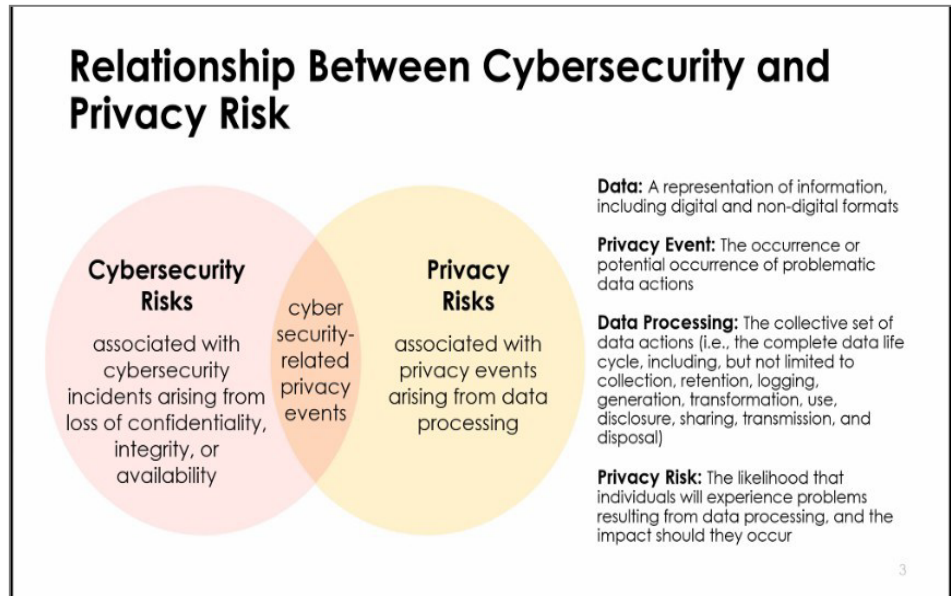 Relationship Between Cybersecurity and
Privacy Risk
Cybersecurity
Risks
associated with
cybersecurity
incidents arising from
loss of confidentiality,
integrity, or
availability
cyber
security-
related
privacy
events
Privacy
Risks
associated with
privacy events
arising from data
processing
Data: A representation of information,
including digital and non-digital formats
Privacy Event: The occurrence or
potential occurrence of problematic
data actions
Data Processing: The collective set of
data actions (i.e., the complete data life
cycle, including, but not limited to
collection, retention, logging,
generation, transformation, use,
disclosure, sharing, transmission, and
disposal)
Privacy Risk: The likelihood that
individuals will experience problems
resulting from data processing, and the
impact should they occur
3